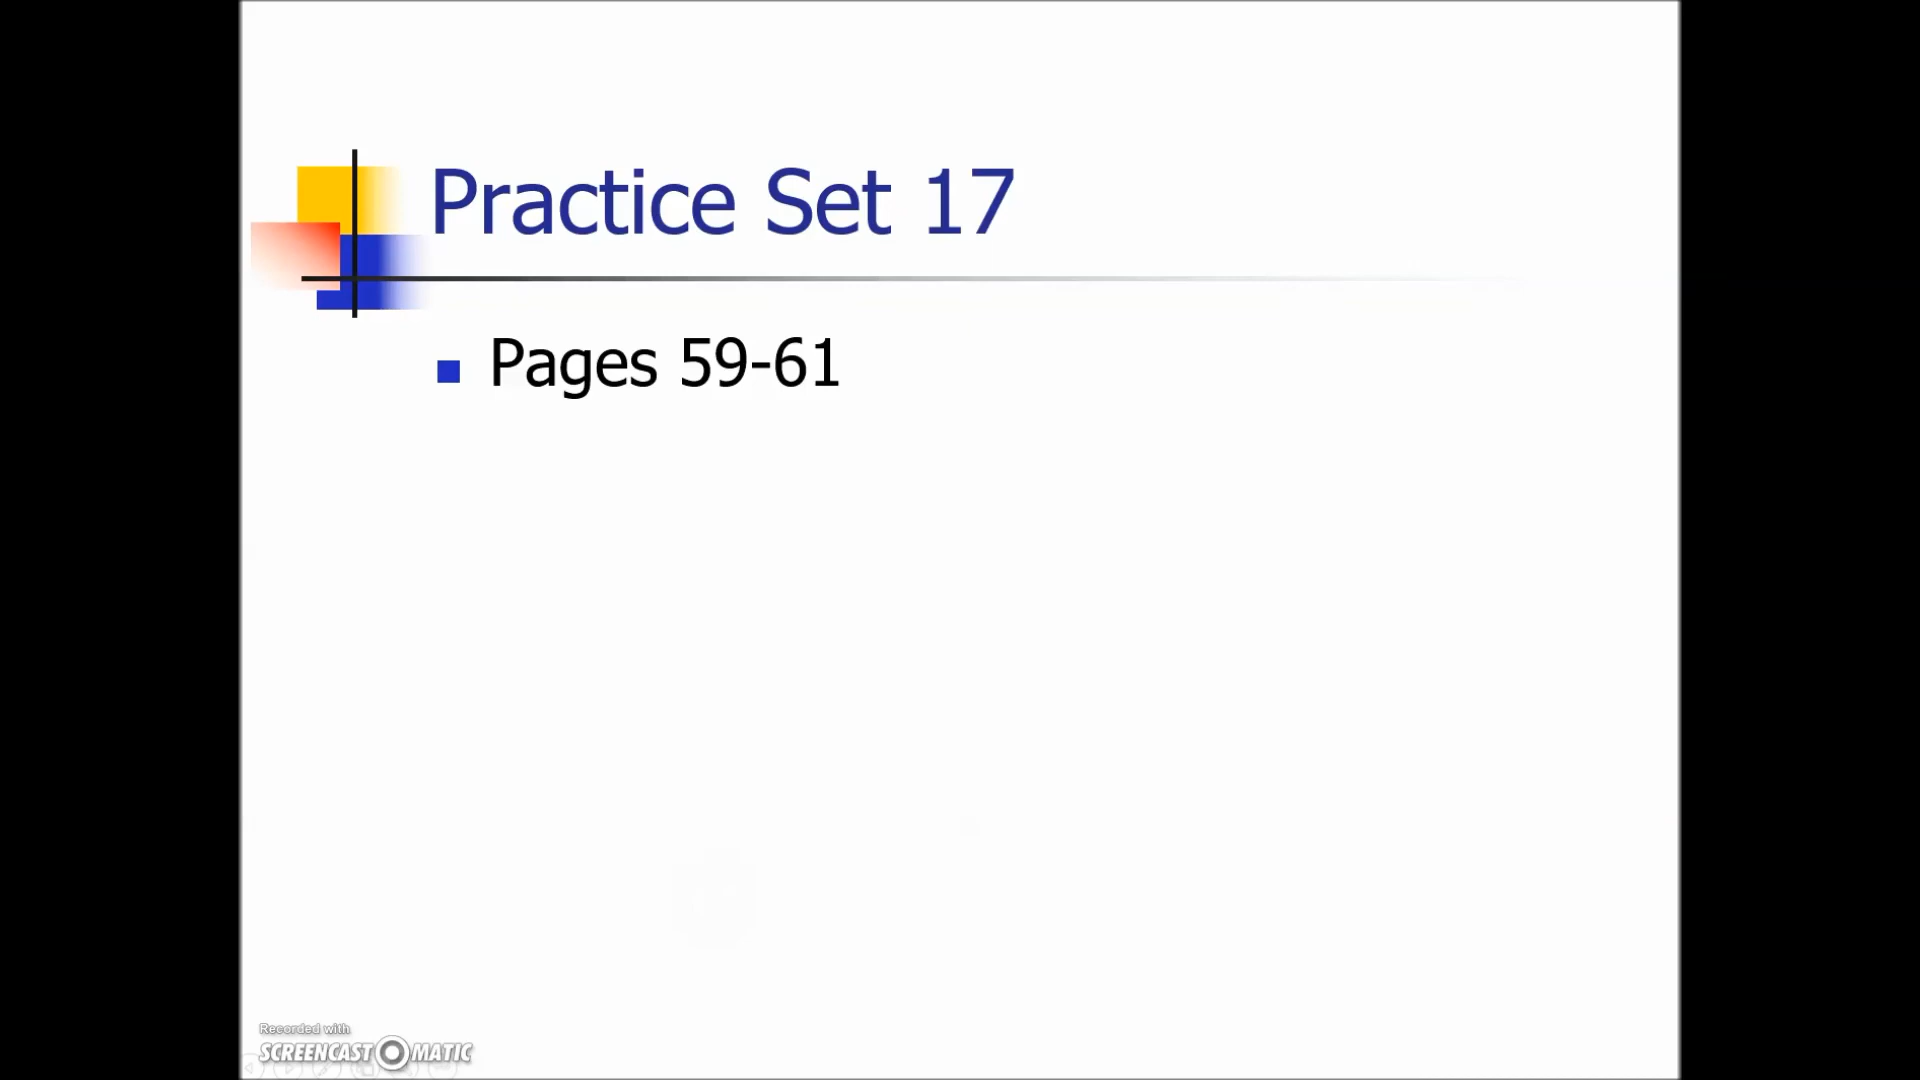 Practice Set 17
Pages 59-61
Recorded with
SCREENCAST MATIC